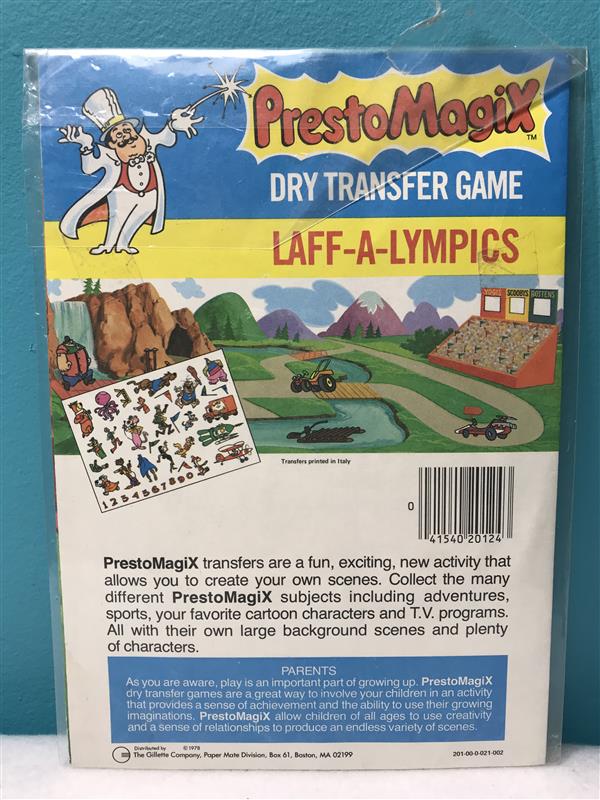 PrestoMagiX
TM
DRY TRANSFER GAME
LAFF-A-LYMPICS
YOGIS SCOOBIS ROTTENS
1 2 3 4 5 6 7 8 9 0
Transfers printed in Italy
0
41540 20124
PrestoMagiX transfers are a fun, exciting, new activity that
allows you to create your own scenes. Collect the many
different PrestoMagiX subjects including adventures,
sports, your favorite cartoon characters and T.V. programs.
All with their own large background scenes and plenty
of characters.
PARENTS
As you are aware, play is an important part of growing up. PrestoMagiX
dry transfer games are a great way to involve your children in an activity
that provides a sense of achievement and the ability to use their growing
imaginations. PrestoMagiX allow children of all ages to use creativity
and a sense of relationships to produce an endless variety of scenes.
Distributed by © 1978
The Gillette Company, Paper Mate Division, Box 61, Boston, MA 02199
201-00-0-021-002